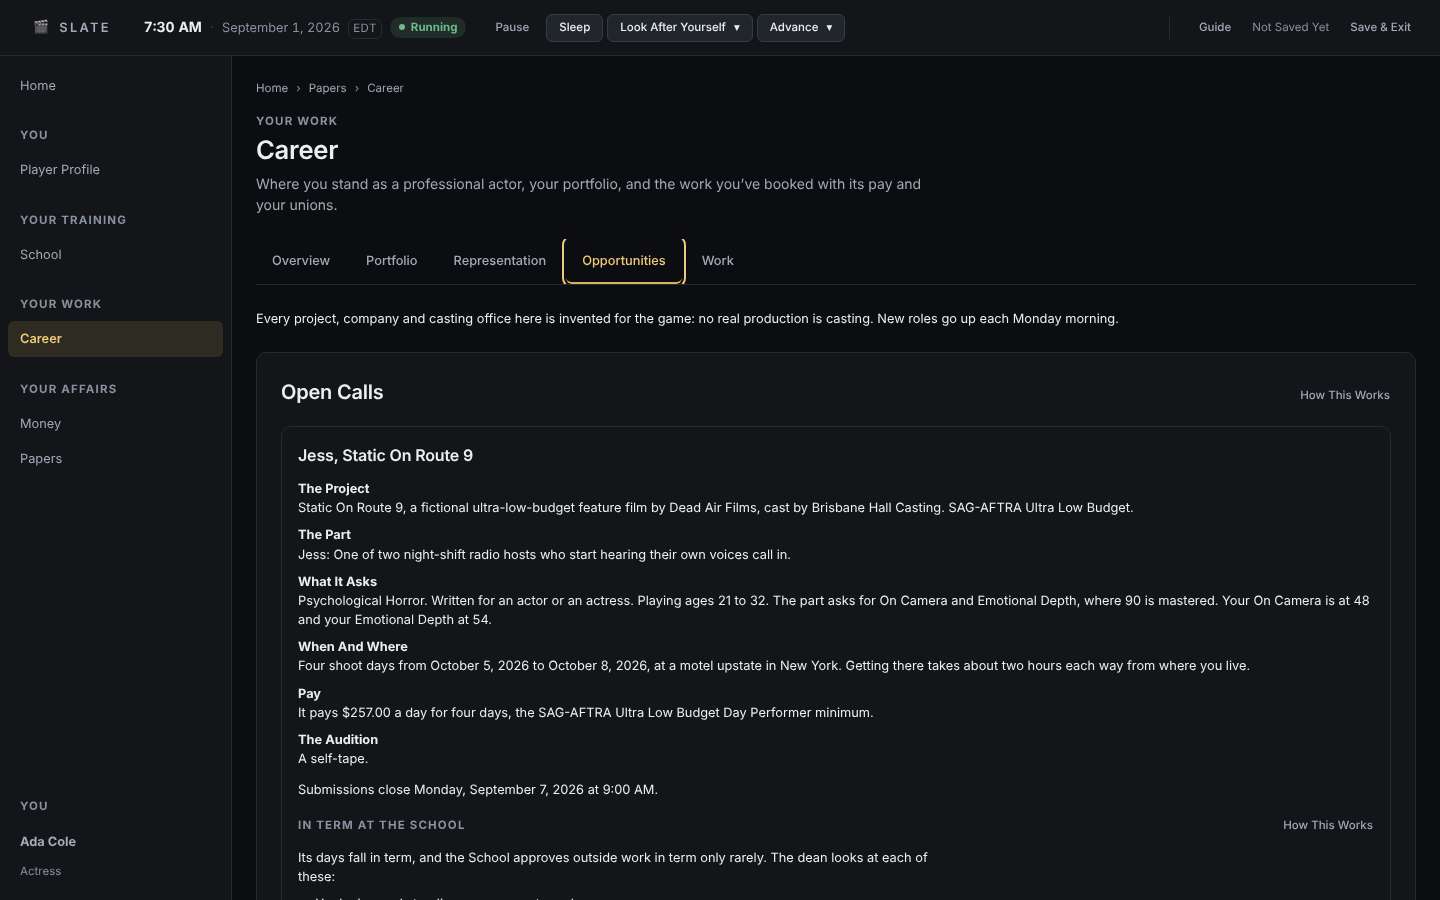 SLATE
7:30 AM · September 1, 2026 EDT Running Pause Sleep Look After Yourself ▾ Advance ▾ Guide Not Saved Yet Save & Exit
Home
YOU
Player Profile
YOUR TRAINING
School
YOUR WORK
Career
YOUR AFFAIRS
Money
Papers
YOU
Ada Cole
Actress
Home › Papers › Career
YOUR WORK
Career
Where you stand as a professional actor, your portfolio, and the work you've booked with its pay and
your unions.
Overview Portfolio Representation Opportunities Work
Every project, company and casting office here is invented for the game: no real production is casting. New roles go up each Monday morning.
Open Calls How This Works
Jess, Static On Route 9
The Project
Static On Route 9, a fictional ultra-low-budget feature film by Dead Air Films, cast by Brisbane Hall Casting. SAG-AFTRA Ultra Low Budget.
The Part
Jess: One of two night-shift radio hosts who start hearing their own voices call in.
What It Asks
Psychological Horror. Written for an actor or an actress. Playing ages 21 to 32. The part asks for On Camera and Emotional Depth, where 90 is mastered. Your On Camera is at 48
and your Emotional Depth at 54.
When And Where
Four shoot days from October 5, 2026 to October 8, 2026, at a motel upstate in New York. Getting there takes about two hours each way from where you live.
Pay
It pays $257.00 a day for four days, the SAG-AFTRA Ultra Low Budget Day Performer minimum.
The Audition
A self-tape.
Submissions close Monday, September 7, 2026 at 9:00 AM.
IN TERM AT THE SCHOOL How This Works
Its days fall in term, and the School approves outside work in term only rarely. The dean looks at each of
these: